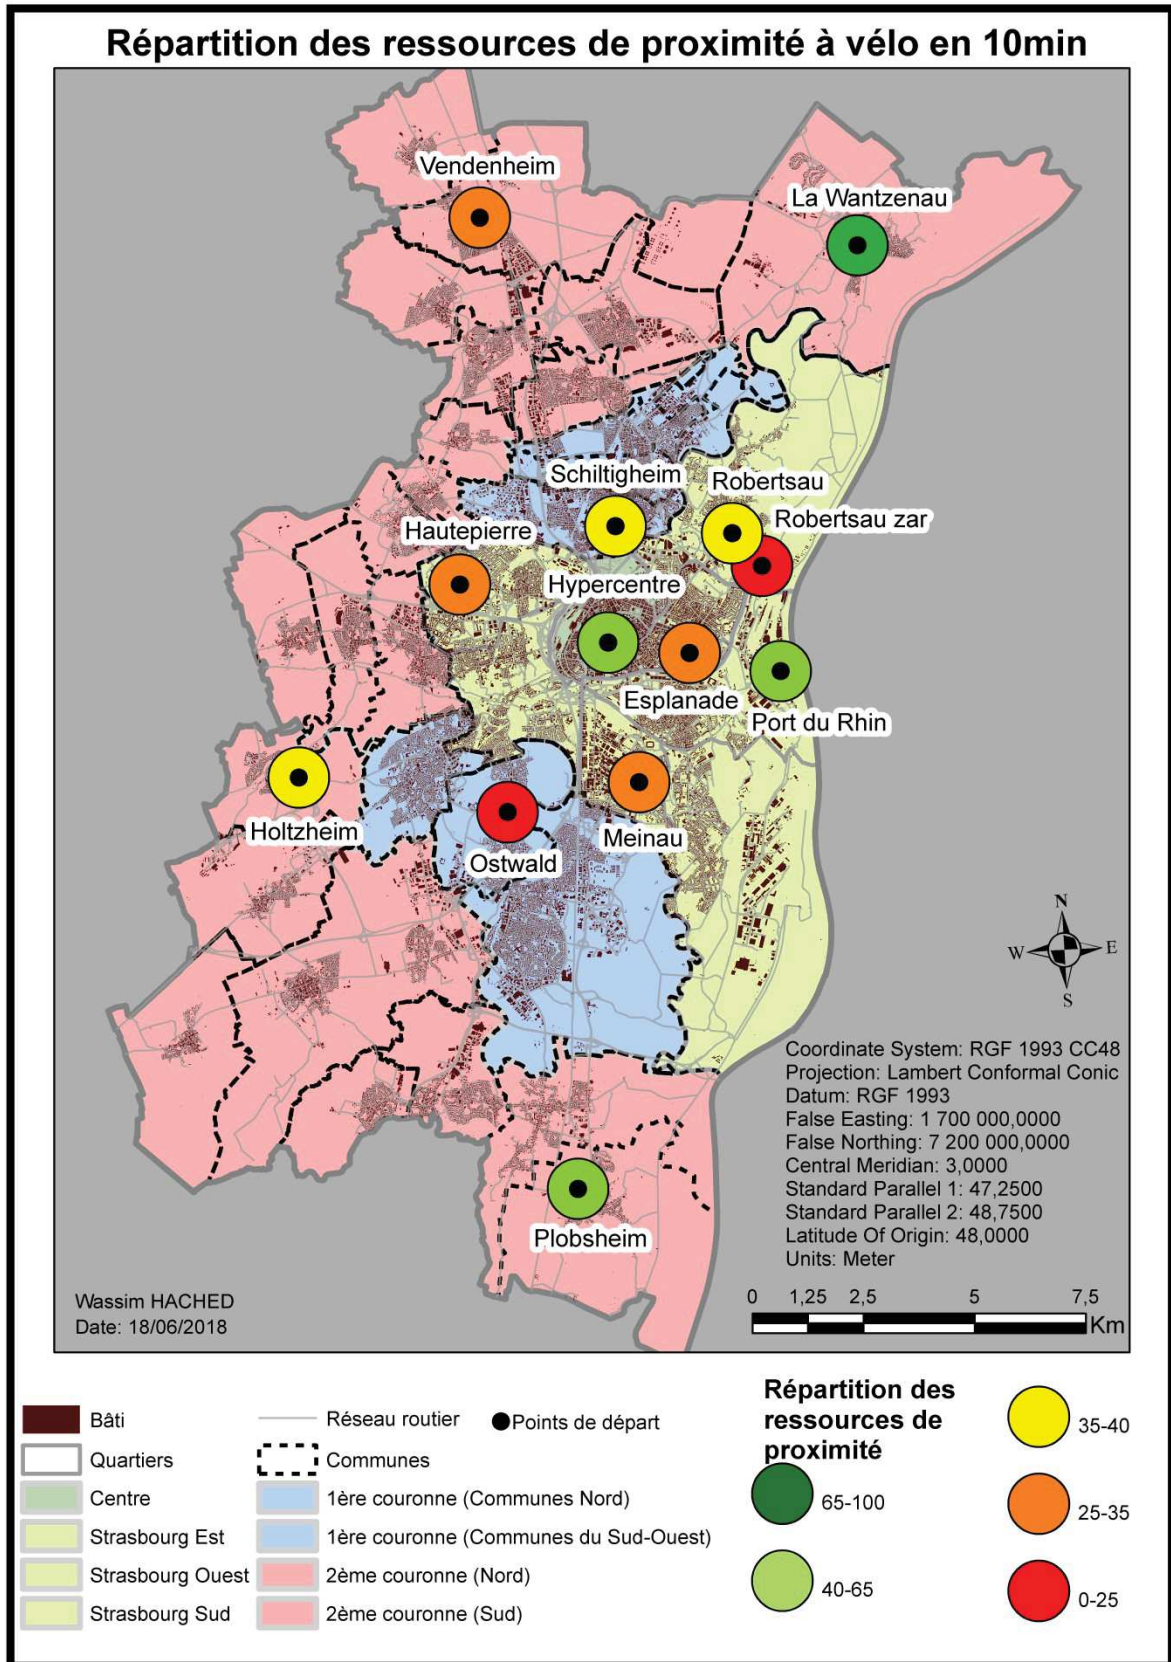 Répartition des ressources de proximité à vélo en 10min
Vendenheim
La Wantzenau
Schiltigheim
Robertsau
Hautepierre
Robertsau zar
Hypercentre
Esplanade
Port du Rhin
Holtzheim
Ostwald
Meinau
N
W
E
S
Plobsheim
Coordinate System: RGF 1993 CC48
Projection: Lambert Conformal Conic
Datum: RGF 1993
False Easting: 1 700 000,0000
False Northing: 7 200 000,0000
Central Meridian: 3,0000
Standard Parallel 1: 47,2500
Standard Parallel 2: 48,7500
Latitude Of Origin: 48,0000
Units: Meter
0 1,25 2,5 5 7,5
Km
Wassim HACHED
Date: 18/06/2018
Bâti
Quartiers
Centre
Strasbourg Est
Strasbourg Ouest
Strasbourg Sud
Réseau routier
Points de départ
Communes
1ère couronne (Communes Nord)
1ère couronne (Communes du Sud-Ouest)
2ème couronne (Nord)
2ème couronne (Sud)
Répartition des
ressources de
proximité
65-100
40-65
35-40
25-35
0-25